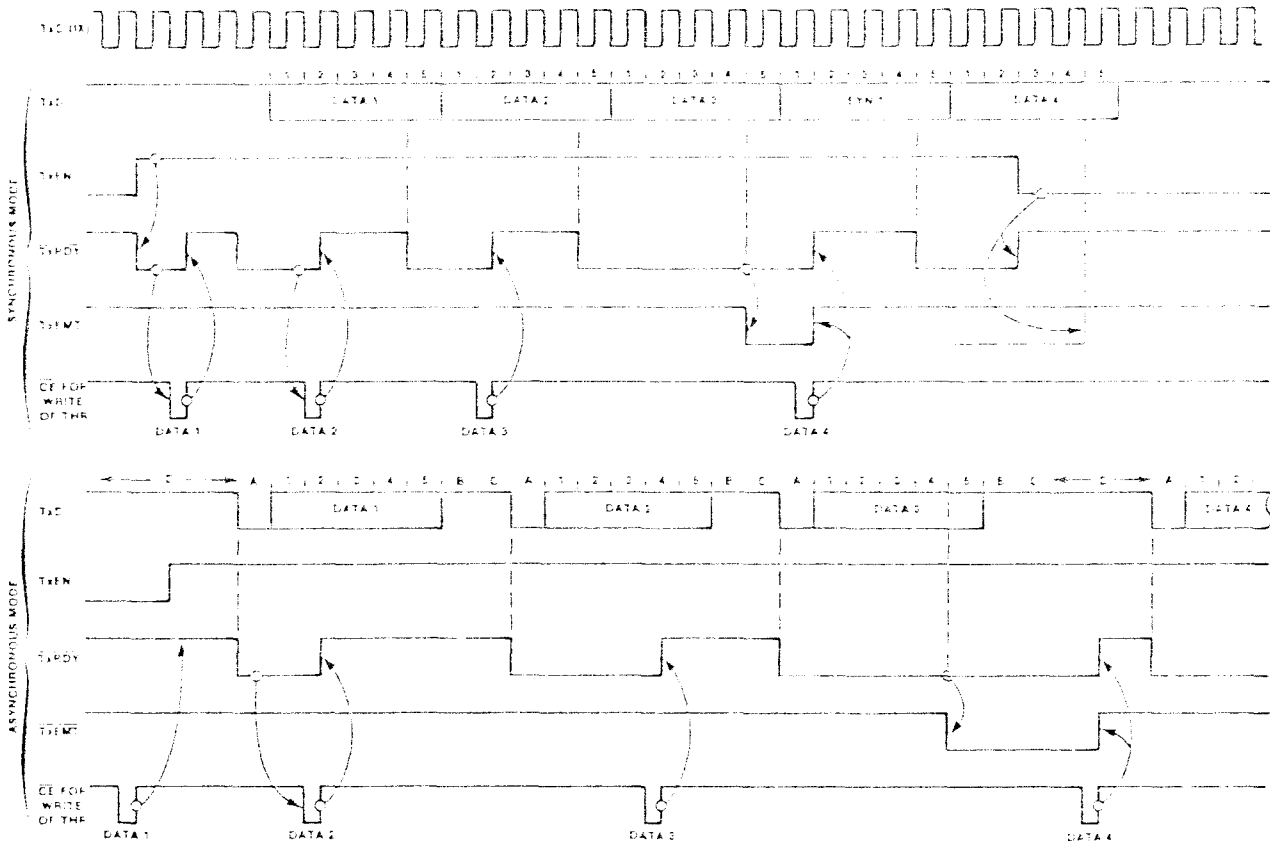 TxC (1X)
SYNCHRONOUS MODE
1 2 3 4 5 1 2 3 4 5 1 2 3 4 5 1 2 3 4 5 1 2 3 4 5
TxD
DATA 1 DATA 2 DATA 3 SYN 1 DATA 4
TxEN
TxRDY
TxEMT
CE FOR
WRITE
OF THR
DATA 1 DATA 2 DATA 3 DATA 4
ASYNCHRONOUS MODE
D A 1 2 3 4 5 B C A 1 2 3 4 5 B C A 1 2 3 4 5 B C D A 1 2
TxD
DATA 1 DATA 2 DATA 3 DATA 4
TxEN
TxRDY
TxEMT
CE FOR
WRITE
OF THR
DATA 1 DATA 2 DATA 3 DATA 4